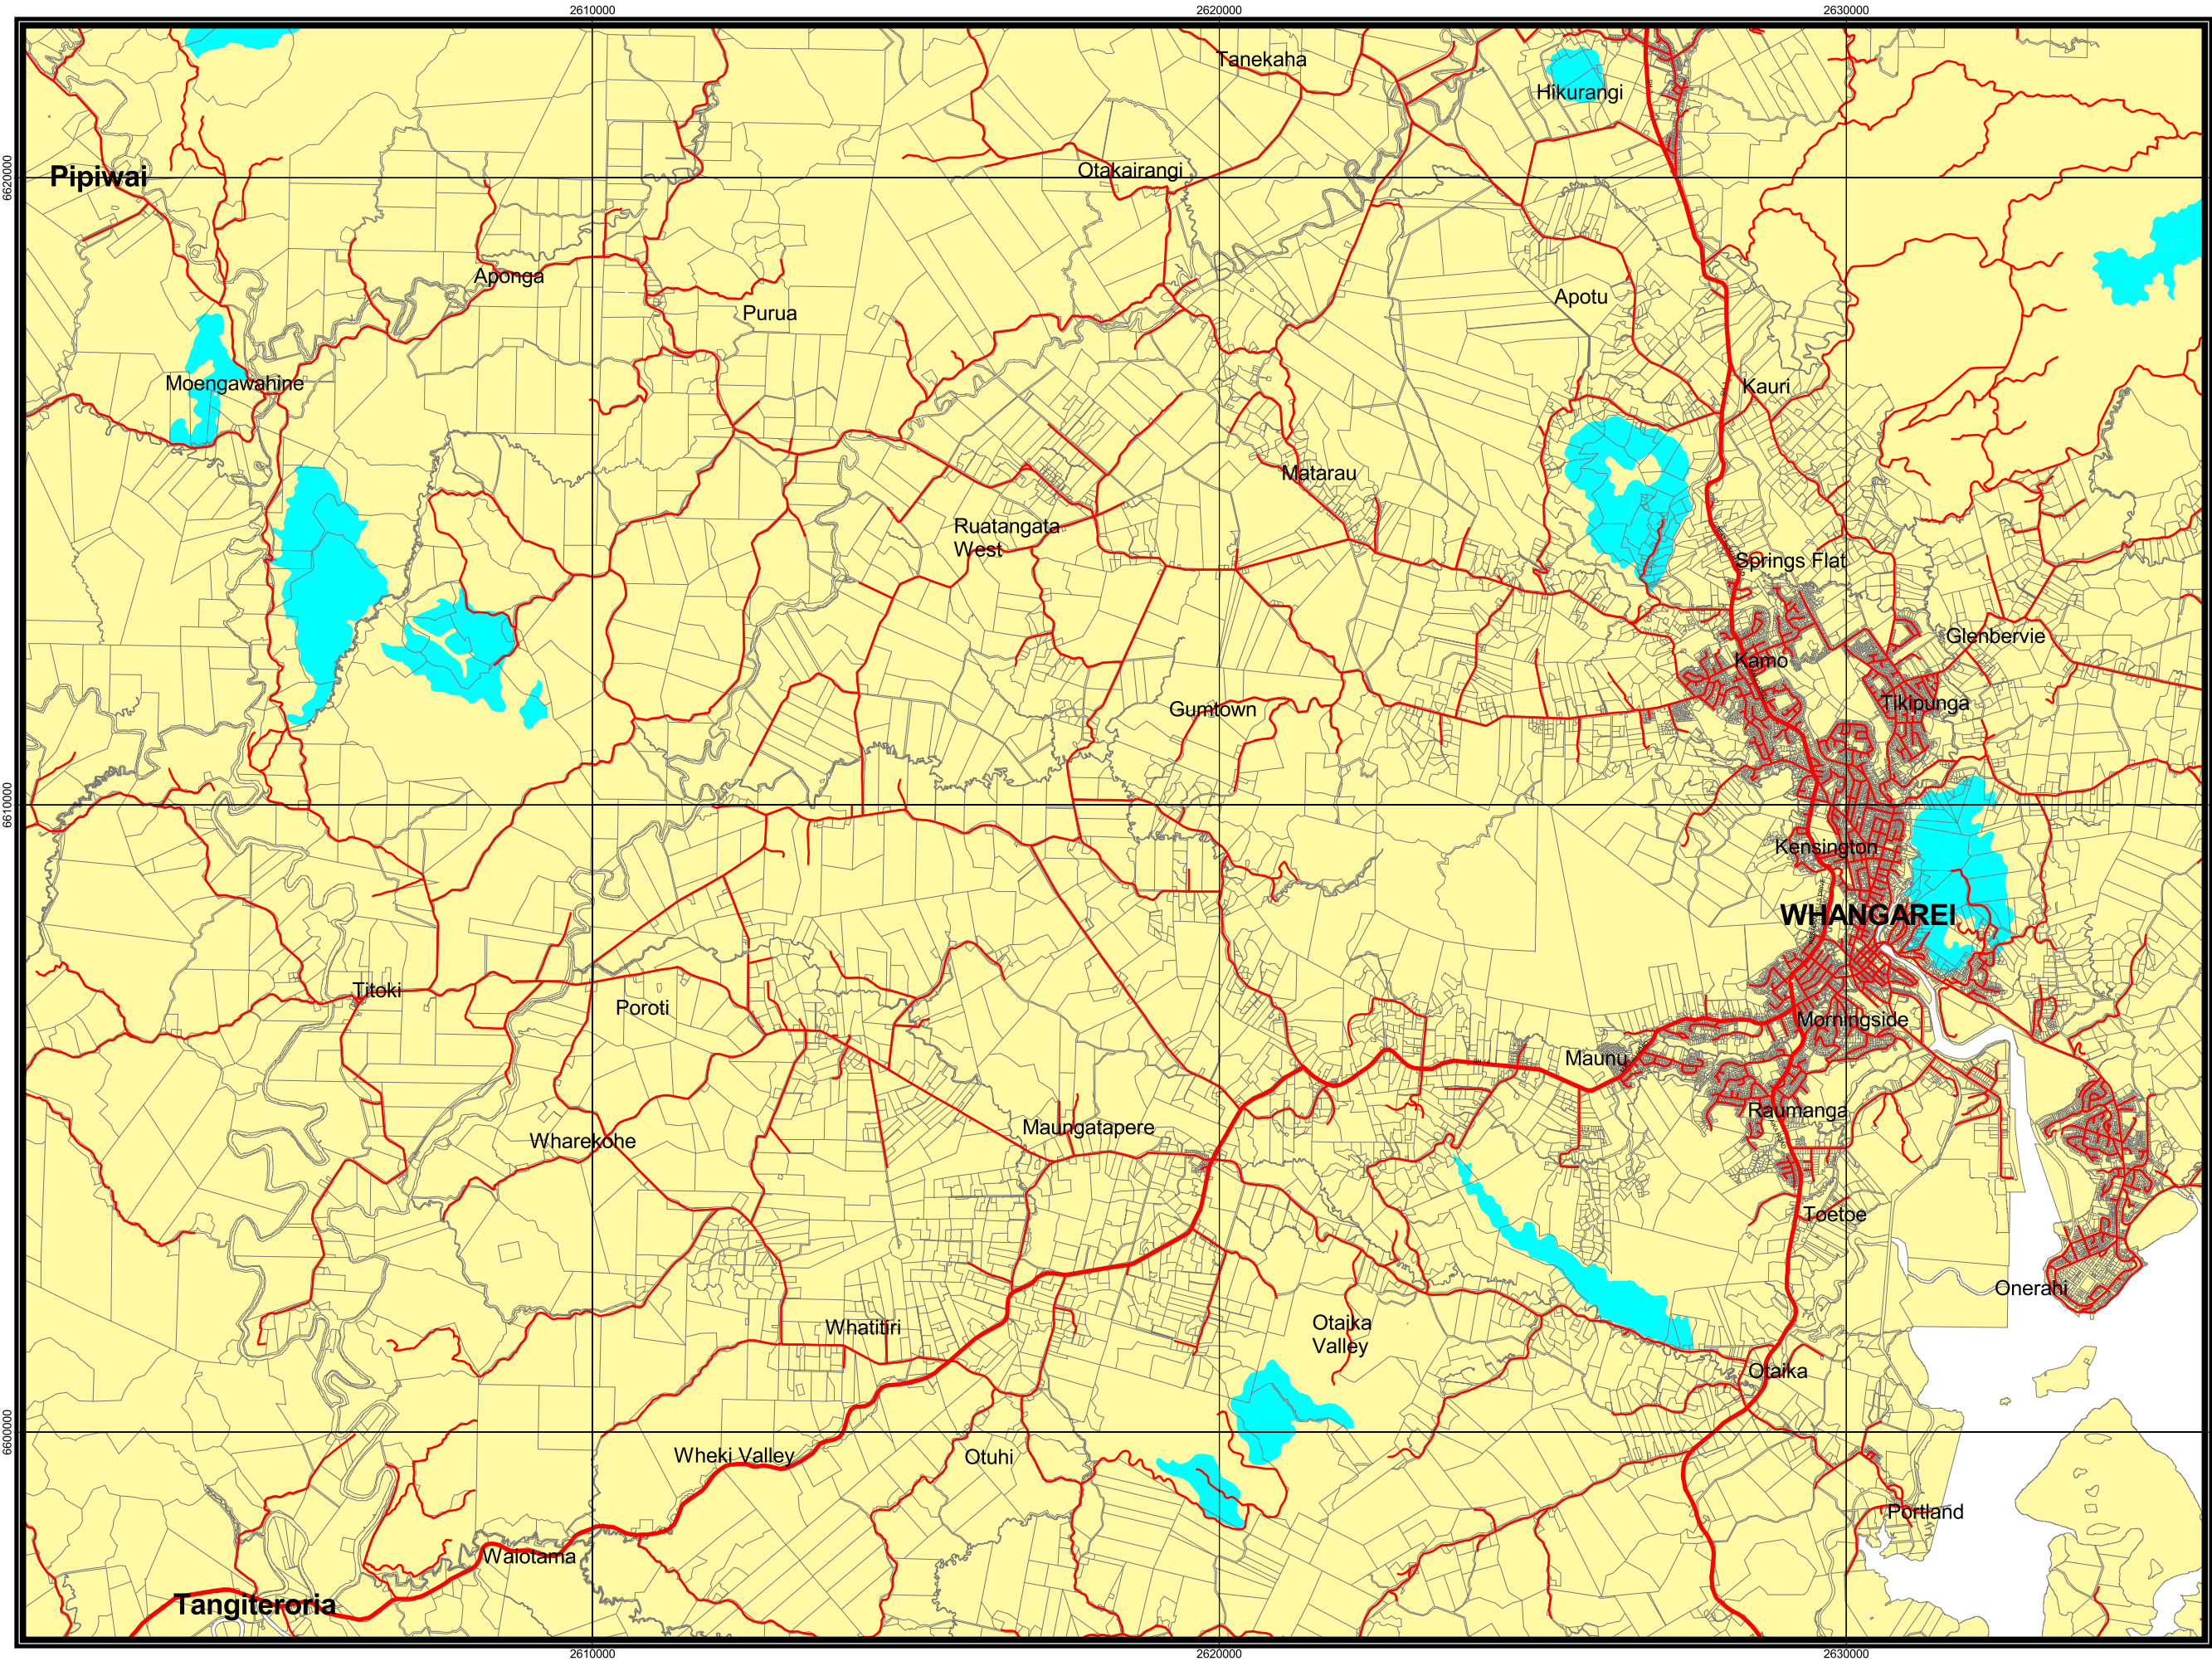 2610000
2620000
2630000
Tanekaha
Hikurangi
6620000
Pipiwai
Otakairangi
Aponga
Purua
Apotu
Moengawahine
Kauri
Matarau
Ruatangata
West
Springs Flat
Glenbervie
Kamo
Tikipunga
Gumtown
6610000
Kensington
WHANGAREI
Titoki
Poroti
Morningside
Maunu
Raumanga
Maungatapere
Wharekohe
Toetoe
Onerahi
Whatitiri
Otaika
Valley
Otaika
6600000
Wheki Valley
Otuhi
Portland
Waiotama
Tangiteroria
2610000
2620000
2630000